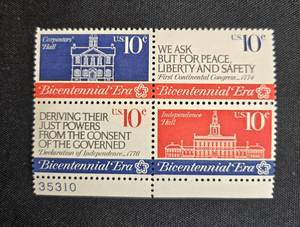 Carpenters'
Hall
U.S. 10c
Bicentennial Era
U.S. 10c
WE ASK
BUT FOR PEACE,
LIBERTY AND SAFETY
First Continental Congress...1774
Bicentennial Era
U.S. 10c
DERIVING THEIR
JUST POWERS
FROM THE CONSENT
OF THE GOVERNED
Declaration of Independence...1776
Bicentennial Era
Independence
Hall
U.S. 10c
Bicentennial Era
35310